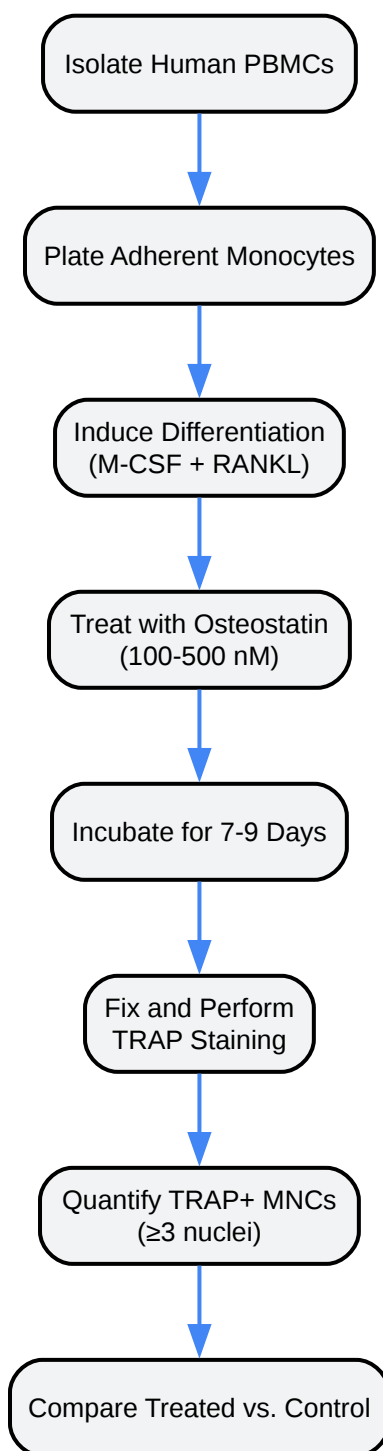 Isolate Human PBMCs
Plate Adherent Monocytes
Induce Differentiation
(M-CSF + RANKL)
Treat with Osteostatin
(100-500 nM)
Incubate for 7-9 Days
Fix and Perform
TRAP Staining
Quantify TRAP+ MNCs
(≥3 nuclei)
Compare Treated vs. Control